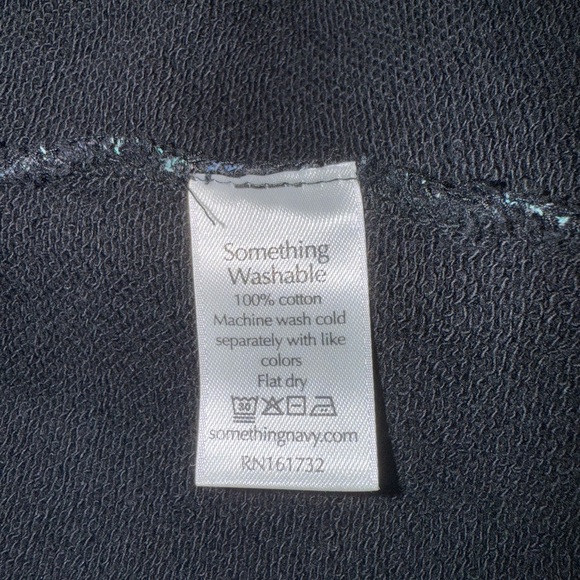 Something
Washable
100% cotton
Machine wash cold
separately with like
colors
Flat dry
30
somethingnavy.com
RN161732